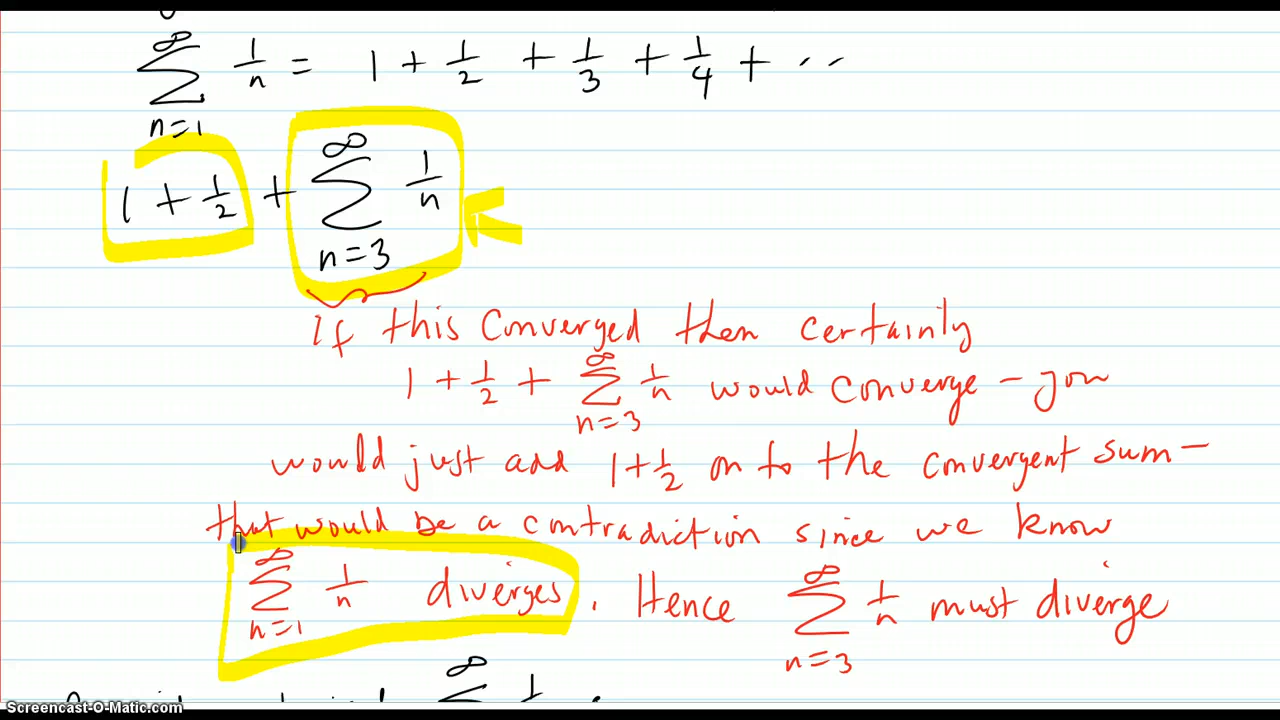 ∞∑n=1 1/n = 1 + 1/2 + 1/3 + 1/4 + ...
1 + 1/2 + ∞∑n=3 1/n
If this converged then certainly
1 + 1/2 + ∞∑n=3 1/n would converge - you
would just add 1 + 1/2 on to the convergent sum -
that would be a contradiction since we know
∞∑n=1 1/n diverges. Hence ∞∑n=3 1/n must diverge
Screencast-O-Matic.com